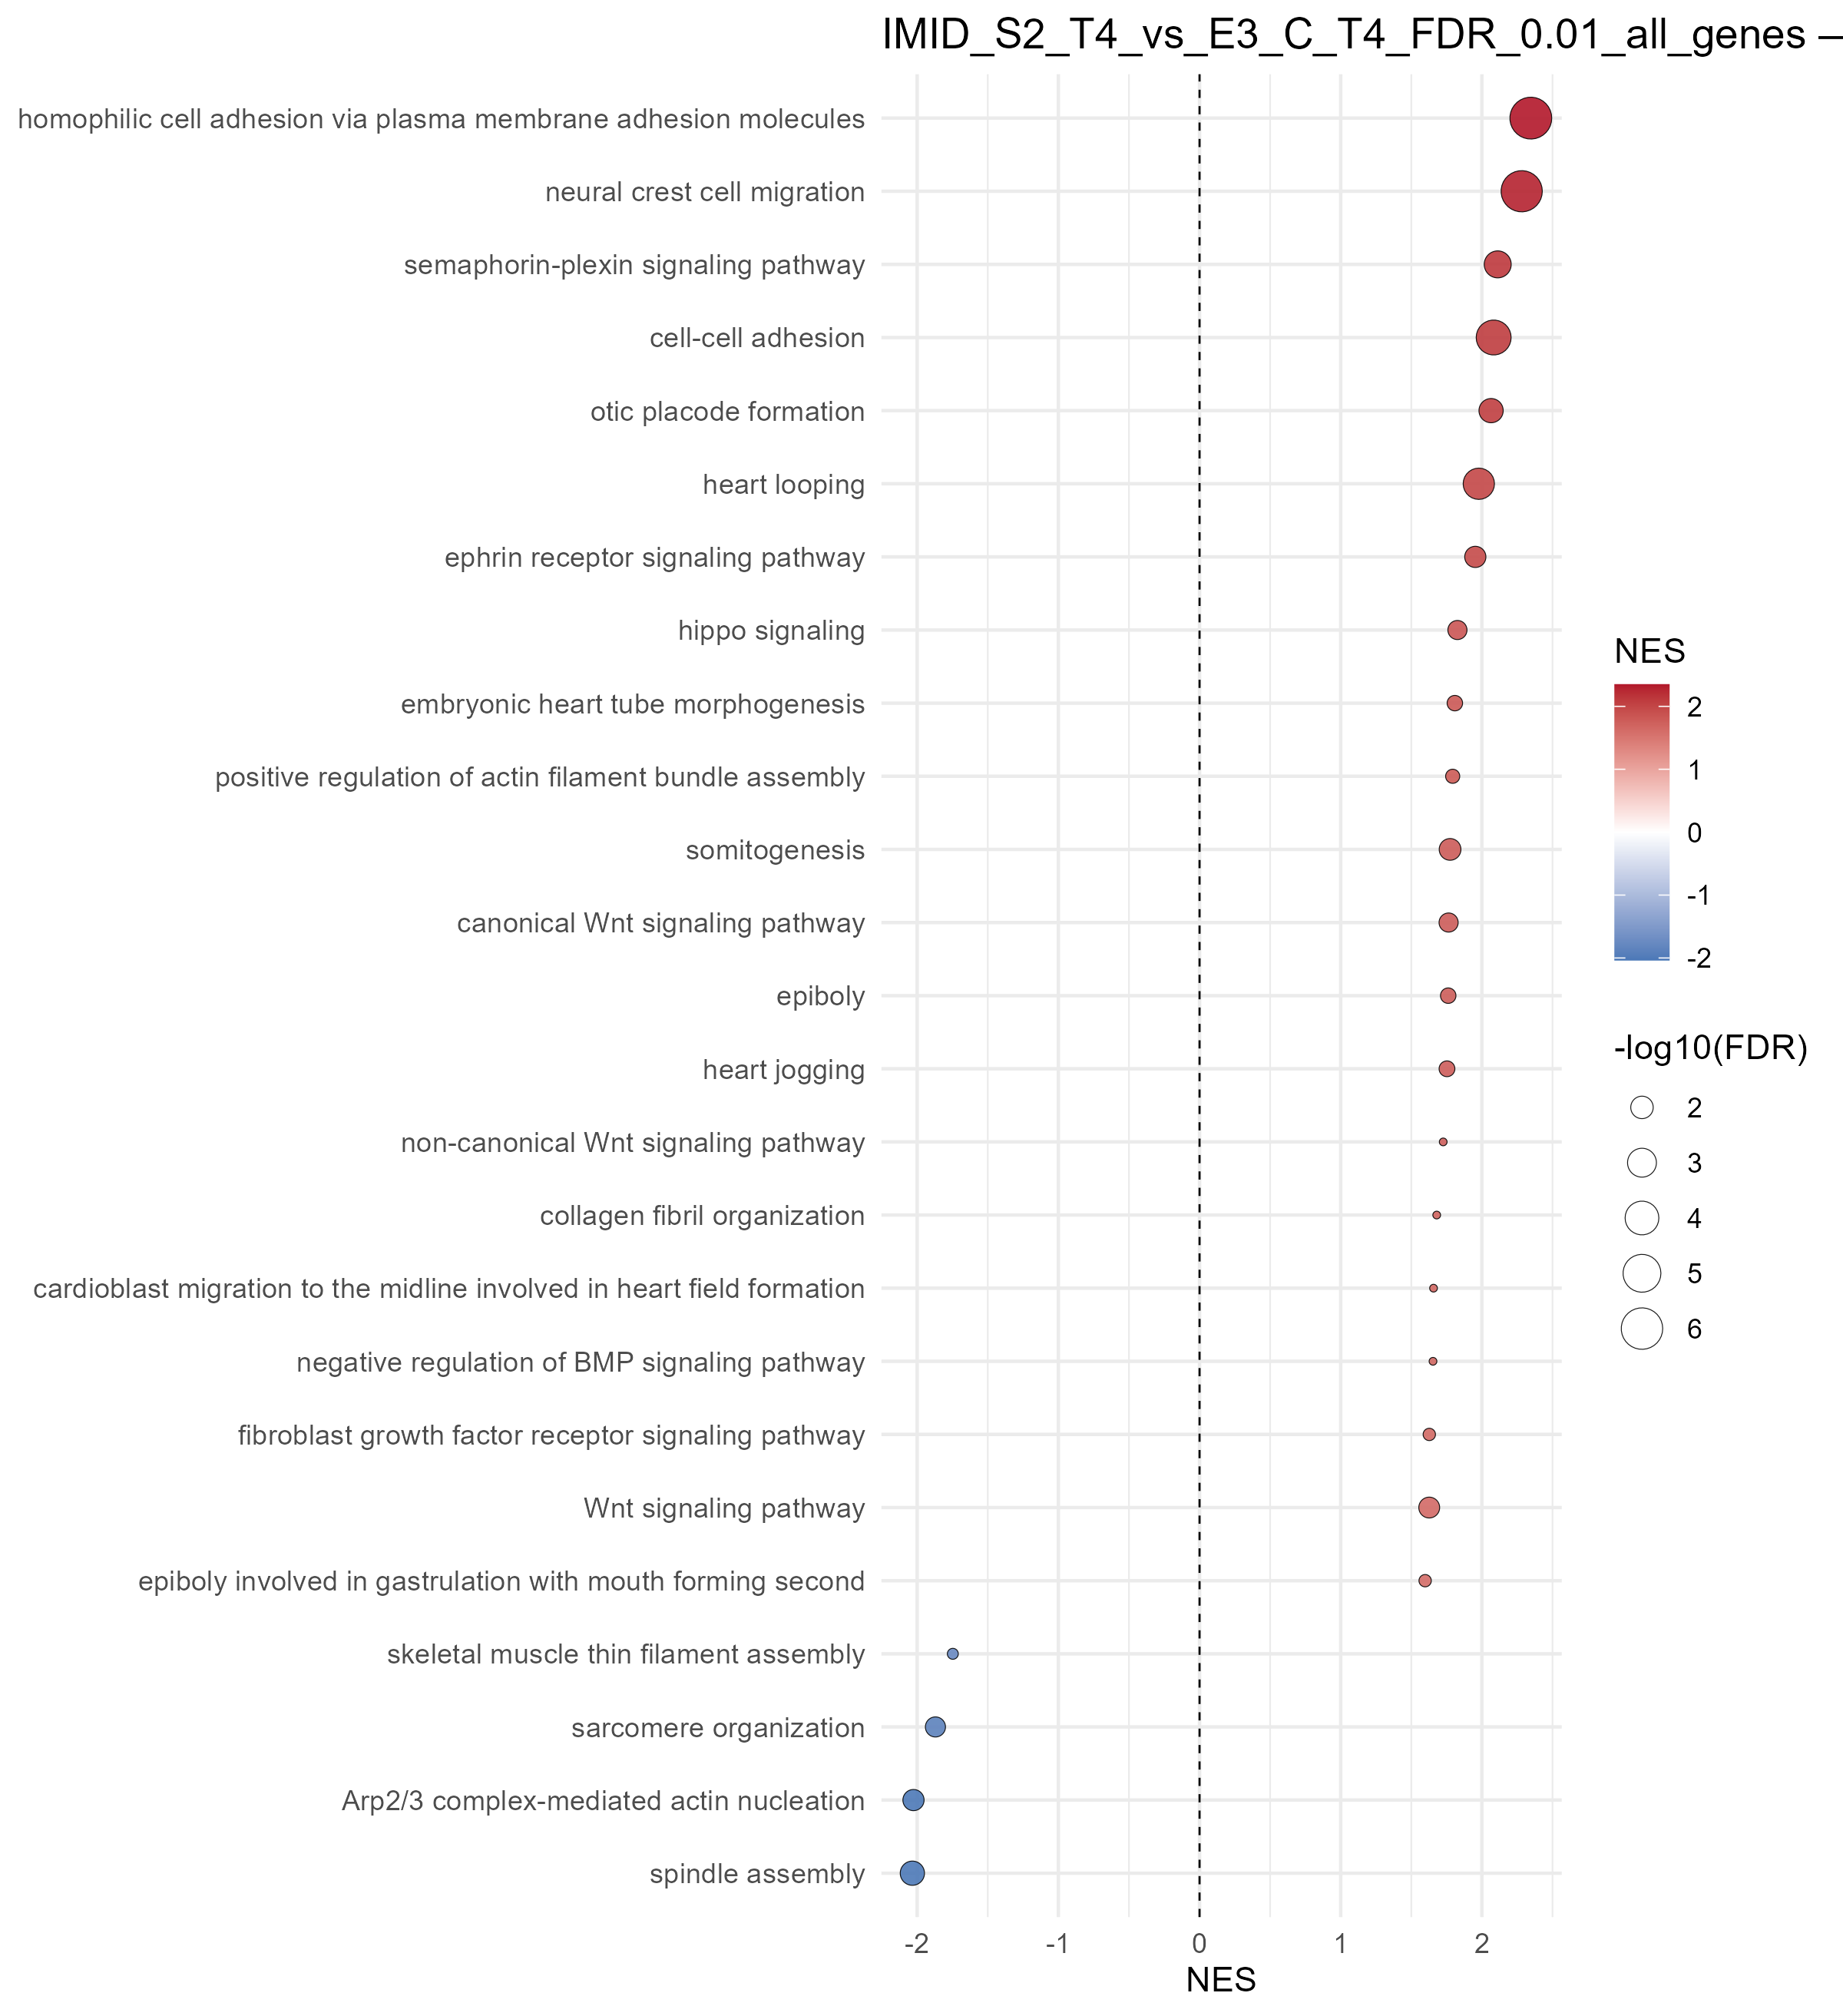 IMID_S2_T4_vs_E3_C_T4_FDR_0.01_all_genes –
homophilic cell adhesion via plasma membrane adhesion molecules
neural crest cell migration
semaphorin-plexin signaling pathway
cell-cell adhesion
otic placode formation
heart looping
ephrin receptor signaling pathway
hippo signaling
embryonic heart tube morphogenesis
positive regulation of actin filament bundle assembly
somitogenesis
canonical Wnt signaling pathway
epiboly
heart jogging
non-canonical Wnt signaling pathway
collagen fibril organization
cardioblast migration to the midline involved in heart field formation
negative regulation of BMP signaling pathway
fibroblast growth factor receptor signaling pathway
Wnt signaling pathway
epiboly involved in gastrulation with mouth forming second
skeletal muscle thin filament assembly
sarcomere organization
Arp2/3 complex-mediated actin nucleation
spindle assembly
-2 -1 0 1 2
NES
NES
2
1
0
-1
-2
-log10(FDR)
2
3
4
5
6